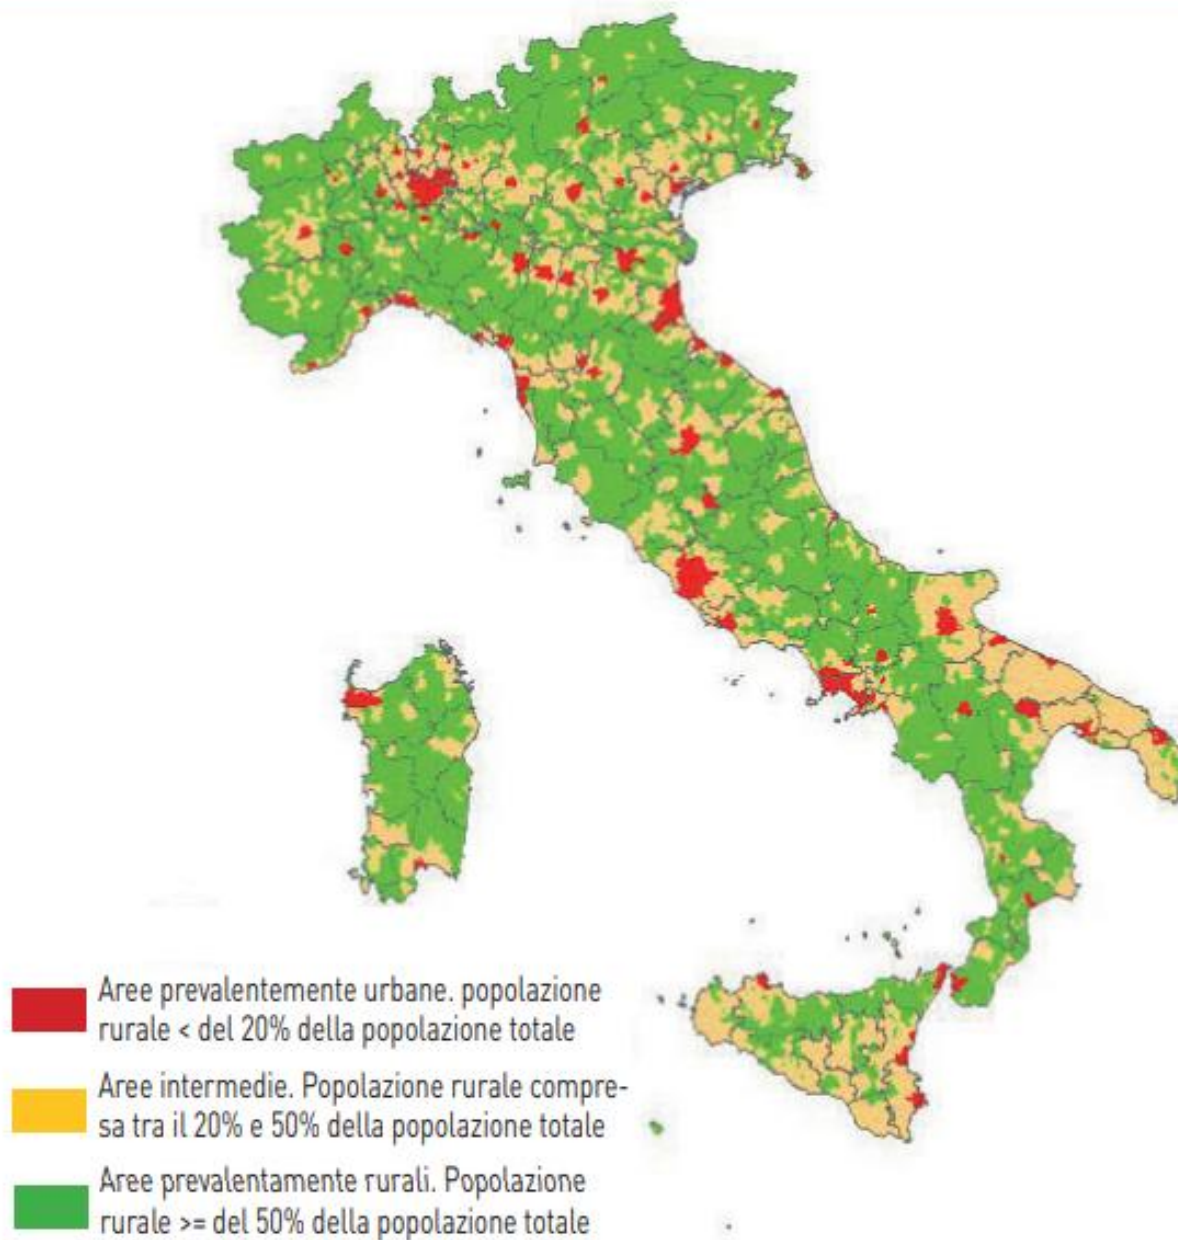 Aree prevalentemente urbane. popolazione
rurale < del 20% della popolazione totale
Aree intermedie. Popolazione rurale compre-
sa tra il 20% e 50% della popolazione totale
Aree prevalentamente rurali. Popolazione
rurale >= del 50% della popolazione totale